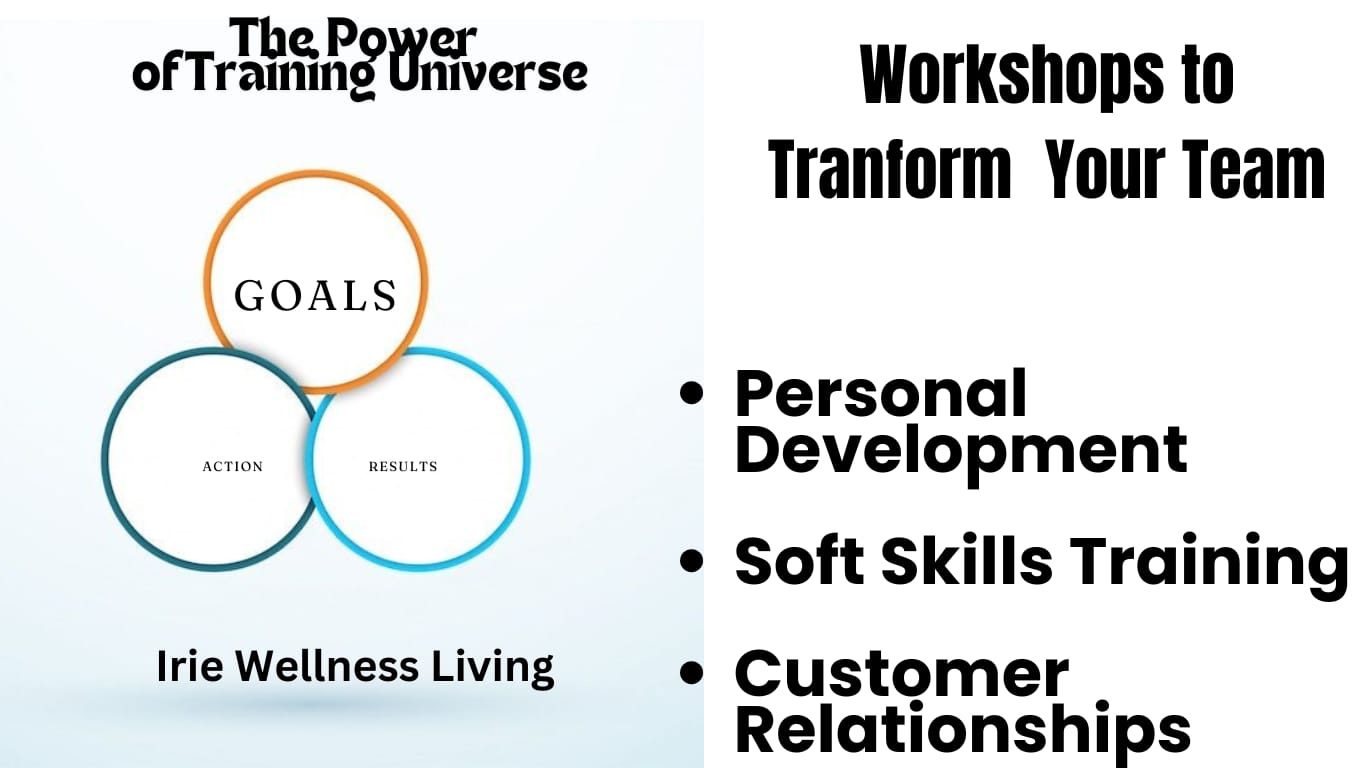 The Power
of Training Universe
GOALS
ACTION
RESULTS
Irie Wellness Living
Workshops to
Tranform Your Team
• Personal
Development
• Soft Skills Training
• Customer
Relationships